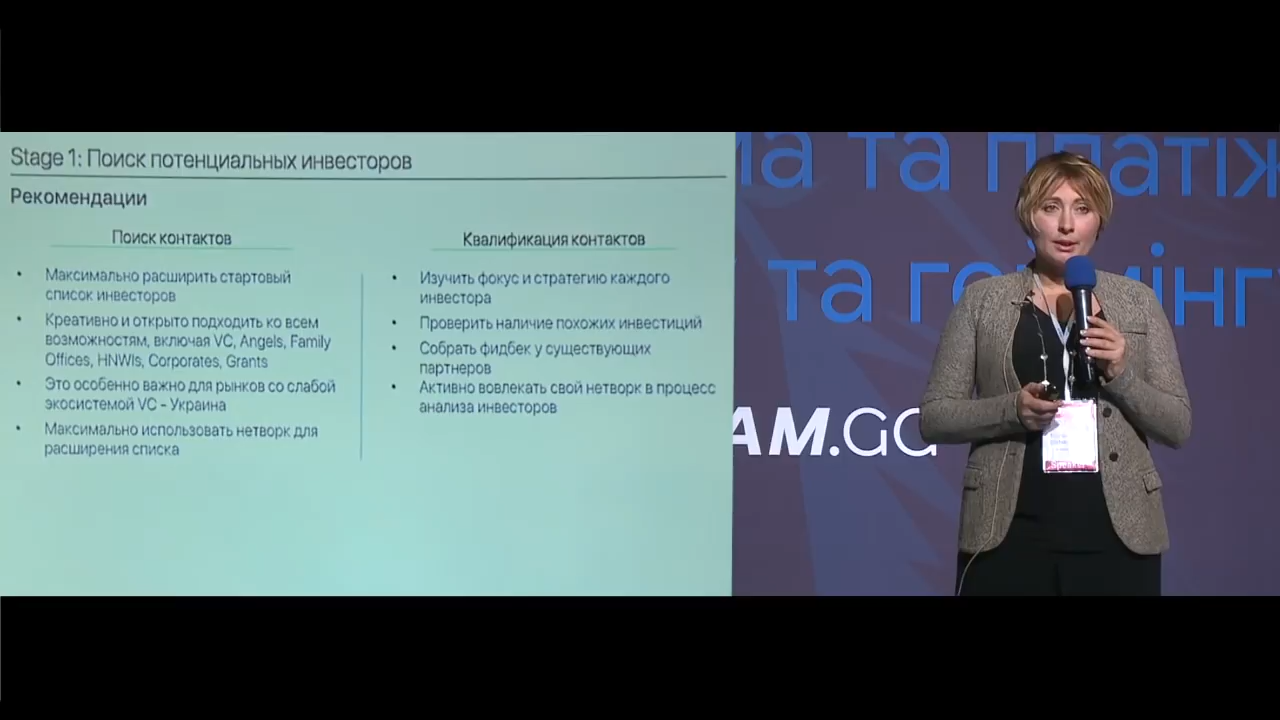 Stage 1: Поиск потенциальных инвесторов
Рекомендации
Поиск контактов
• Максимально расширить стартовый
список инвесторов
• Креативно и открыто подходить ко всем
возможностям, включая VC, Angels, Family
Offices, HNWIs, Corporates, Grants
• Это особенно важно для рынков со слабой
экосистемой VC - Украина
• Максимально использовать нетворк для
расширения списка
Квалификация контактов
• Изучить фокус и стратегию каждого
инвестора
• Проверить наличие похожих инвестиций
• Собрать фидбек у существующих
партнеров
• Активно вовлекать свой нетворк в процесс
анализа инвесторов
ма та платіж
та геймінг
AM.GG
Speaker